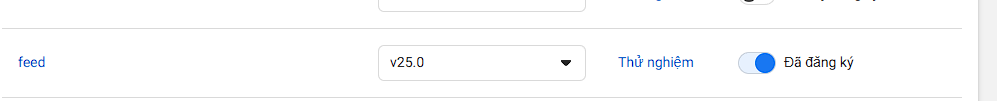 feed
v25.0
Thử nghiệm
Đã đăng ký